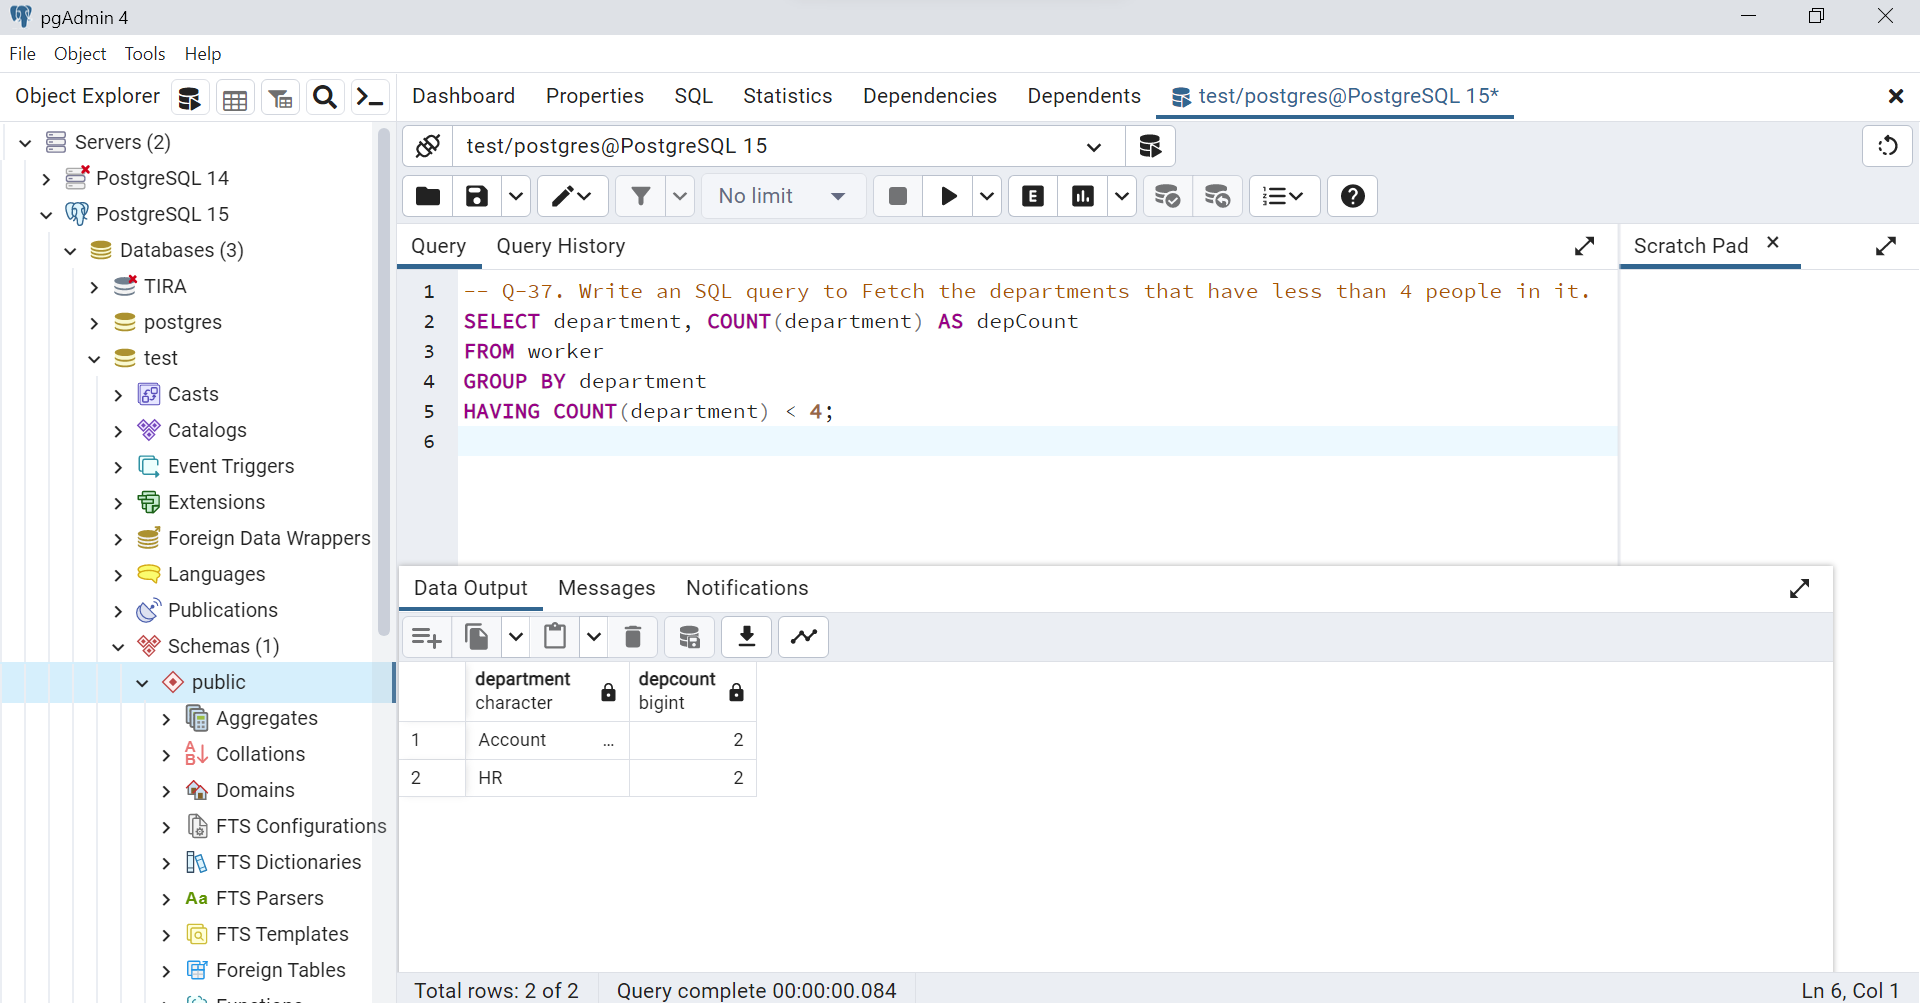 pgAdmin 4
File Object Tools Help
Object Explorer
Dashboard Properties SQL Statistics Dependencies Dependents test/postgres@PostgreSQL 15*
Servers (2)
PostgreSQL 14
PostgreSQL 15
Databases (3)
TIRA
postgres
test
Casts
Catalogs
Event Triggers
Extensions
Foreign Data Wrappers
Languages
Publications
Schemas (1)
public
Aggregates
Collations
Domains
FTS Configurations
FTS Dictionaries
Aa FTS Parsers
FTS Templates
Foreign Tables
test/postgres@PostgreSQL 15
No limit
E
Query Query History
Scratch Pad
1 -- Q-37. Write an SQL query to Fetch the departments that have less than 4 people in it.
2 SELECT department, COUNT(department) AS depCount
3 FROM worker
4 GROUP BY department
5 HAVING COUNT(department) < 4;
6
Data Output Messages Notifications
department depcount
character bigint
1 Account ... 2
2 HR 2
Total rows: 2 of 2 Query complete 00:00:00.084 Ln 6, Col 1